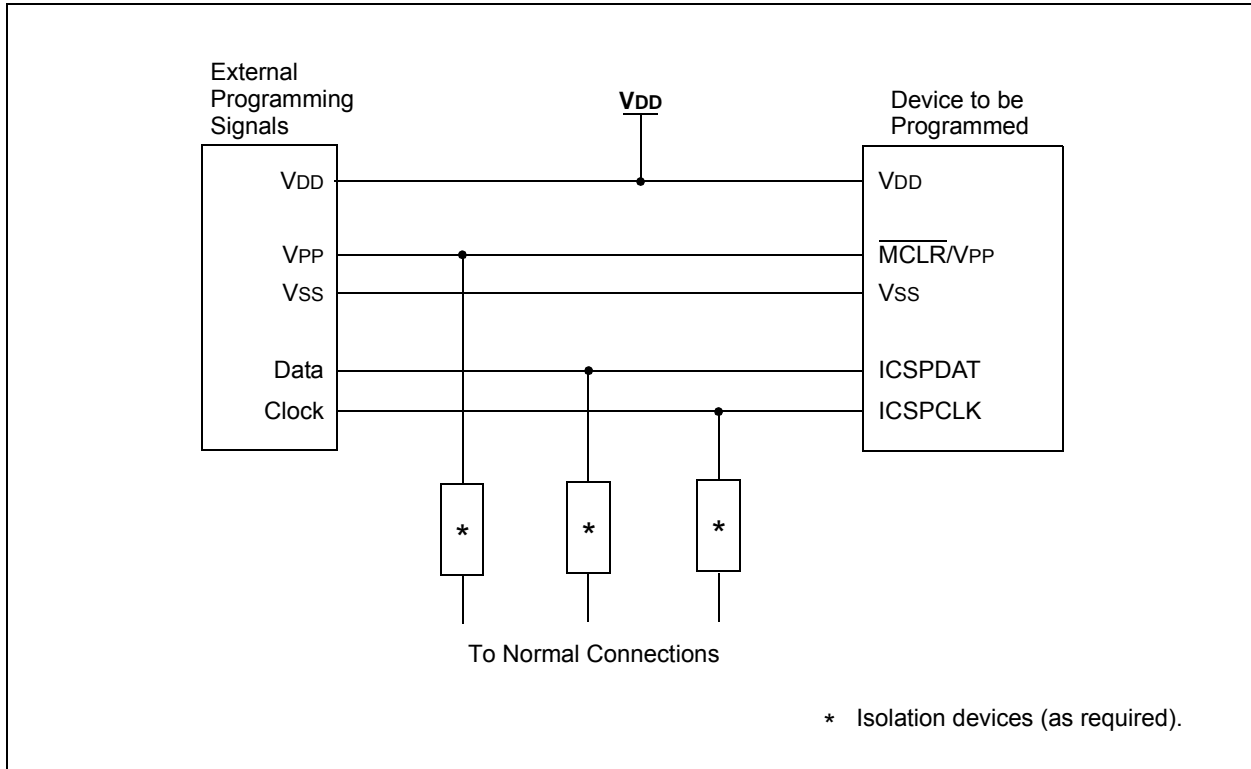 External
Programming
Signals
VDD
Device to be
Programmed
VDD
VDD
VPP
MCLR/VPP
VSS
VSS
Data
ICSPDAT
Clock
ICSPCLK
*
*
*
To Normal Connections
* Isolation devices (as required).